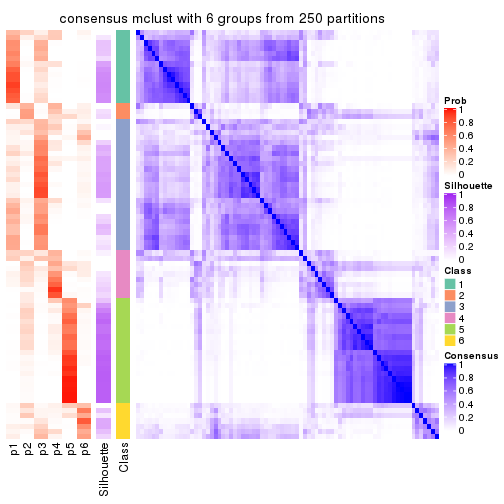 consensus mclust with 6 groups from 250 partitions
Prob
1
0.8
0.6
0.4
0.2
0
Silhouette
1
0.8
0.6
0.4
0.2
0
Class
1
2
3
4
5
6
Consensus
1
0.8
0.6
0.4
0.2
0
p1
p2
p3
p4
p5
p6
Silhouette
Class